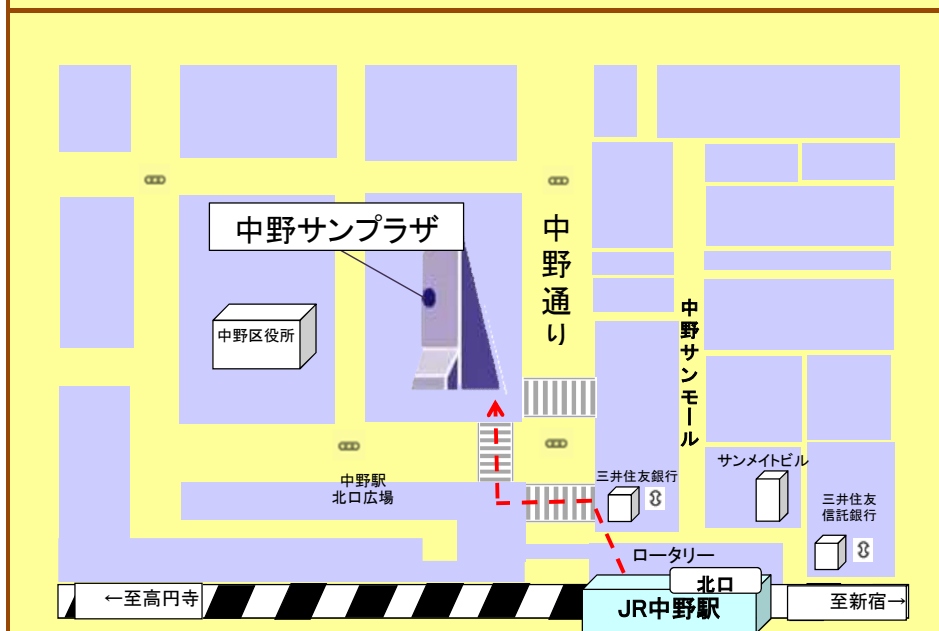 中野サンプラザ
中野通り
中野区役所
中野サンモール
中野駅
北口広場
三井住友銀行
サンメイトビル
三井住友
信託銀行
ロータリー
北口
←至高円寺
JR中野駅
至新宿→